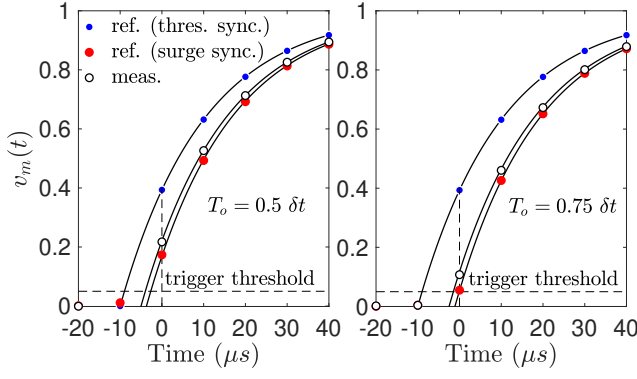 ref. (thres. sync.)
ref. (surge sync.)
meas.
1
0.8
0.6
0.4
0.2
0
v_m(t)
T_o = 0.5 δt
trigger threshold
-20 -10 0 10 20 30 40
Time (μs)
1
0.8
0.6
0.4
0.2
0
T_o = 0.75 δt
trigger threshold
-20 -10 0 10 20 30 40
Time (μs)